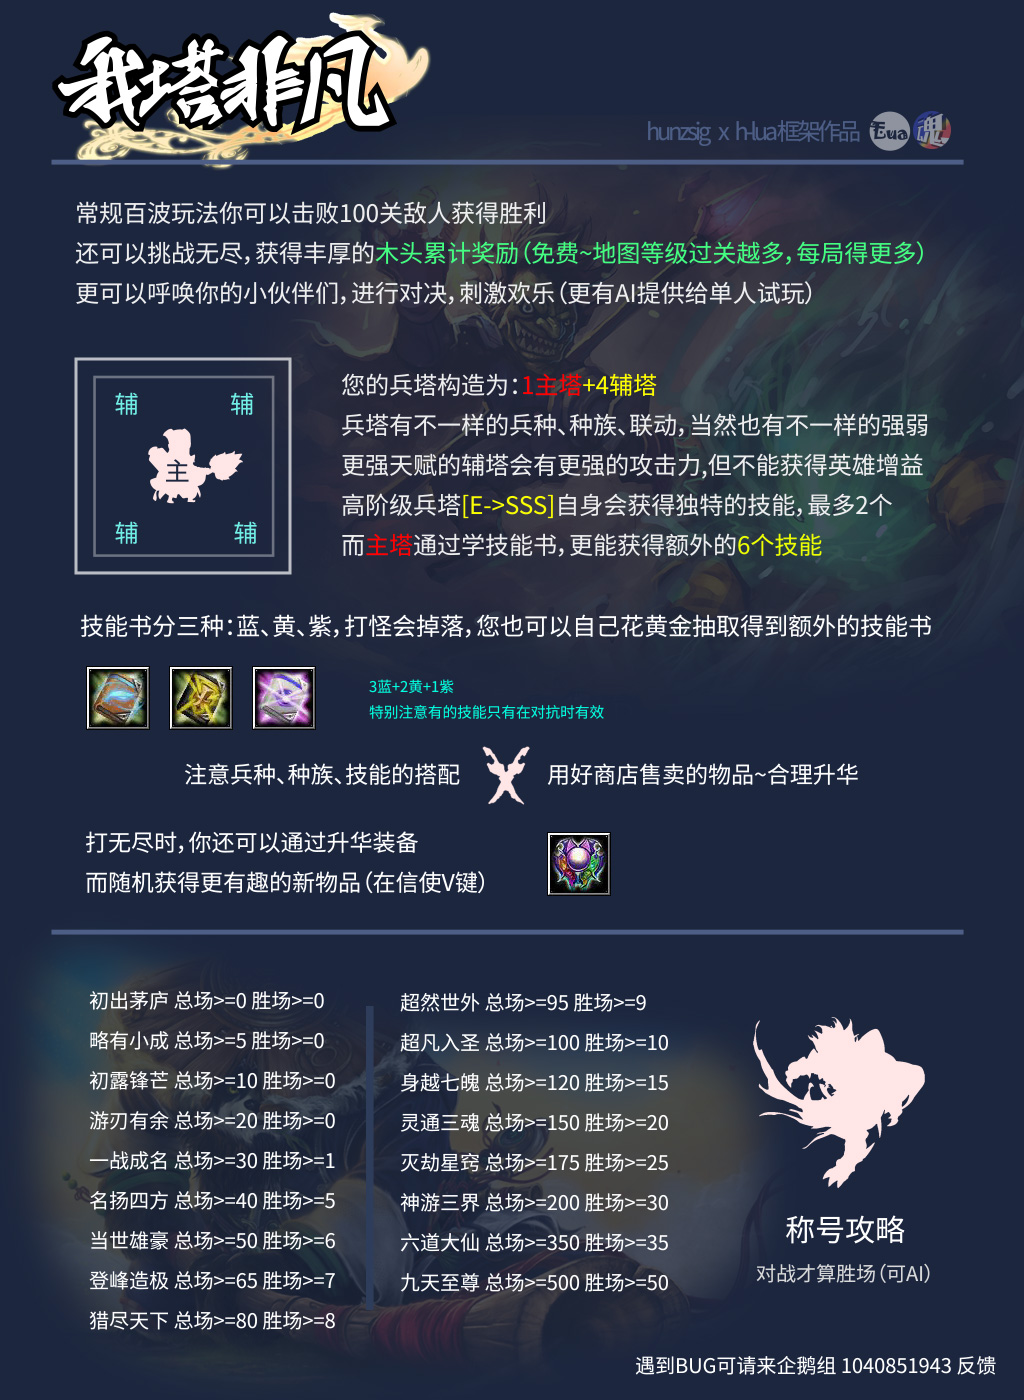 我塔非凡
hunzsig x h-lua框架作品
Lua
魂
常规百波玩法你可以击败100关敌人获得胜利
还可以挑战无尽，获得丰厚的木头累计奖励（免费~地图等级过关越多，每局得更多）
更可以呼唤你的小伙伴们，进行对决，刺激欢乐（更有AI提供给单人试玩）
辅 辅
主
辅 辅
您的兵塔构造为：1主塔+4辅塔
兵塔有不一样的兵种、种族、联动，当然也有不一样的强弱
更强天赋的辅塔会有更强的攻击力,但不能获得英雄增益
高阶级兵塔[E->SSS]自身会获得独特的技能，最多2个
而主塔通过学技能书，更能获得额外的6个技能
技能书分三种：蓝、黄、紫，打怪会掉落，您也可以自己花黄金抽取得到额外的技能书
3蓝+2黄+1紫
特别注意有的技能只有在对抗时有效
注意兵种、种族、技能的搭配 用好商店售卖的物品~合理升华
打无尽时，你还可以通过升华装备
而随机获得更有趣的新物品（在信使V键）
初出茅庐 总场>=0 胜场>=0
略有小成 总场>=5 胜场>=0
初露锋芒 总场>=10 胜场>=0
游刃有余 总场>=20 胜场>=0
一战成名 总场>=30 胜场>=1
名扬四方 总场>=40 胜场>=5
当世雄豪 总场>=50 胜场>=6
登峰造极 总场>=65 胜场>=7
猎尽天下 总场>=80 胜场>=8
超然世外 总场>=95 胜场>=9
超凡入圣 总场>=100 胜场>=10
身越七魄 总场>=120 胜场>=15
灵通三魂 总场>=150 胜场>=20
灭劫星窍 总场>=175 胜场>=25
神游三界 总场>=200 胜场>=30
六道大仙 总场>=350 胜场>=35
九天至尊 总场>=500 胜场>=50
称号攻略
对战才算胜场（可AI）
遇到BUG可请来企鹅组 1040851943 反馈